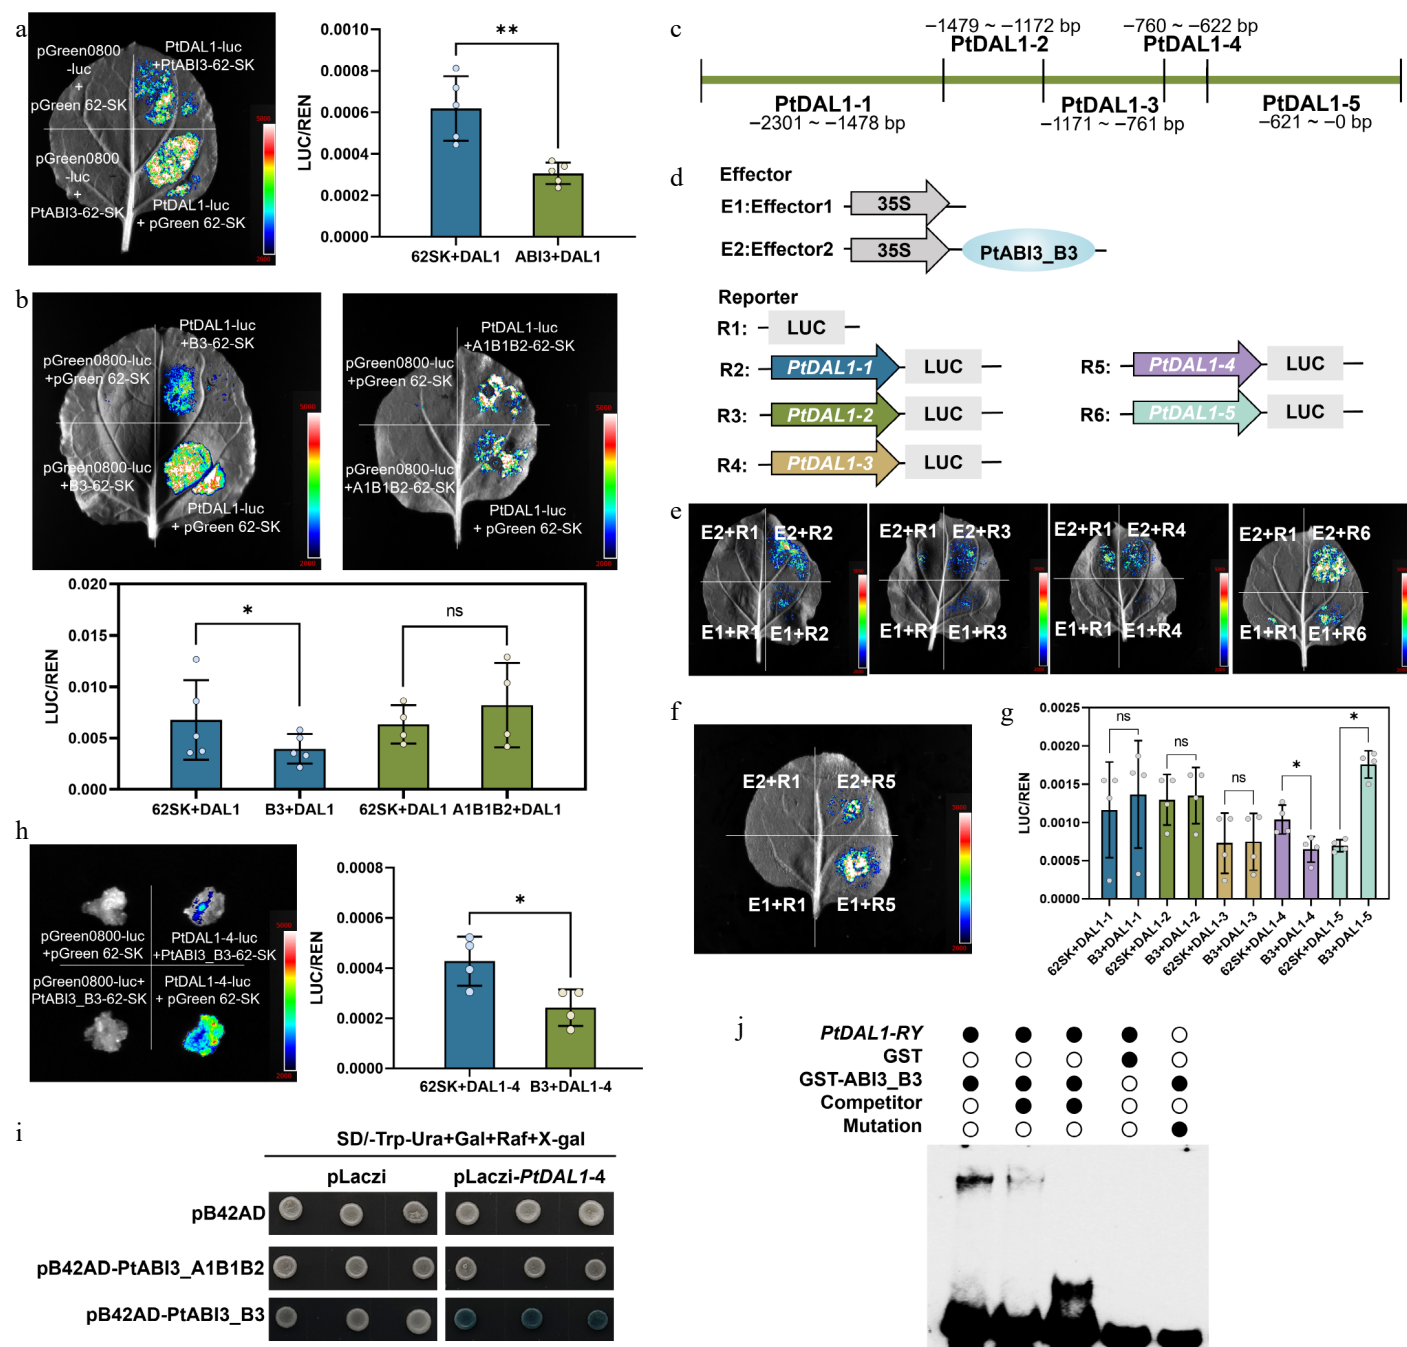 a
pGreen0800
-luc
+
pGreen 62-SK
PtDAL1-luc
+PtABI3-62-SK
pGreen0800
-luc
+
PtABI3-62-SK
PtDAL1-luc
+ pGreen 62-SK
5000
2000
LUC/REN
0.0010
0.0008
0.0006
0.0004
0.0002
0.0000
**
62SK+DAL1
ABI3+DAL1
b
PtDAL1-luc
+B3-62-SK
pGreen0800-luc
+pGreen 62-SK
pGreen0800-luc
+B3-62-SK
PtDAL1-luc
+ pGreen 62-SK
5000
2000
PtDAL1-luc
+A1B1B2-62-SK
pGreen0800-luc
+pGreen 62-SK
pGreen0800-luc
+A1B1B2-62-SK
PtDAL1-luc
+ pGreen 62-SK
5000
2000
LUC/REN
0.020
0.015
0.010
0.005
0.000
*
ns
62SK+DAL1
B3+DAL1
62SK+DAL1
A1B1B2+DAL1
c
−1479 ~ −1172 bp
PtDAL1-2
−760 ~ −622 bp
PtDAL1-4
PtDAL1-1
−2301 ~ −1478 bp
PtDAL1-3
−1171 ~ −761 bp
PtDAL1-5
−621 ~ −0 bp
d
Effector
E1:Effector1
35S
E2:Effector2
35S
PtABI3_B3
Reporter
R1:
LUC
R2:
PtDAL1-1
LUC
R3:
PtDAL1-2
LUC
R4:
PtDAL1-3
LUC
R5:
PtDAL1-4
LUC
R6:
PtDAL1-5
LUC
e
E2+R1
E2+R2
E1+R1
E1+R2
E2+R1
E2+R3
E1+R1
E1+R3
E2+R1
E2+R4
E1+R1
E1+R4
E2+R1
E2+R6
E1+R1
E1+R6
f
E2+R1
E2+R5
E1+R1
E1+R5
g
LUC/REN
0.0025
0.0020
0.0015
0.0010
0.0005
0.0000
ns
ns
ns
*
*
62SK+DAL1-1
B3+DAL1-1
62SK+DAL1-2
B3+DAL1-2
62SK+DAL1-3
B3+DAL1-3
62SK+DAL1-4
B3+DAL1-4
62SK+DAL1-5
B3+DAL1-5
h
pGreen0800-luc
+pGreen 62-SK
PtDAL1-4-luc
+PtABI3_B3-62-SK
pGreen0800-luc+
PtABI3_B3-62-SK
PtDAL1-4-luc
+ pGreen 62-SK
5000
2000
LUC/REN
0.0008
0.0006
0.0004
0.0002
0.0000
*
62SK+DAL1-4
B3+DAL1-4
i
SD/-Trp-Ura+Gal+Raf+X-gal
pLaczi
pLaczi-PtDAL1-4
pB42AD
pB42AD-PtABI3_A1B1B2
pB42AD-PtABI3_B3
j
PtDAL1-RY
GST
GST-ABI3_B3
Competitor
Mutation